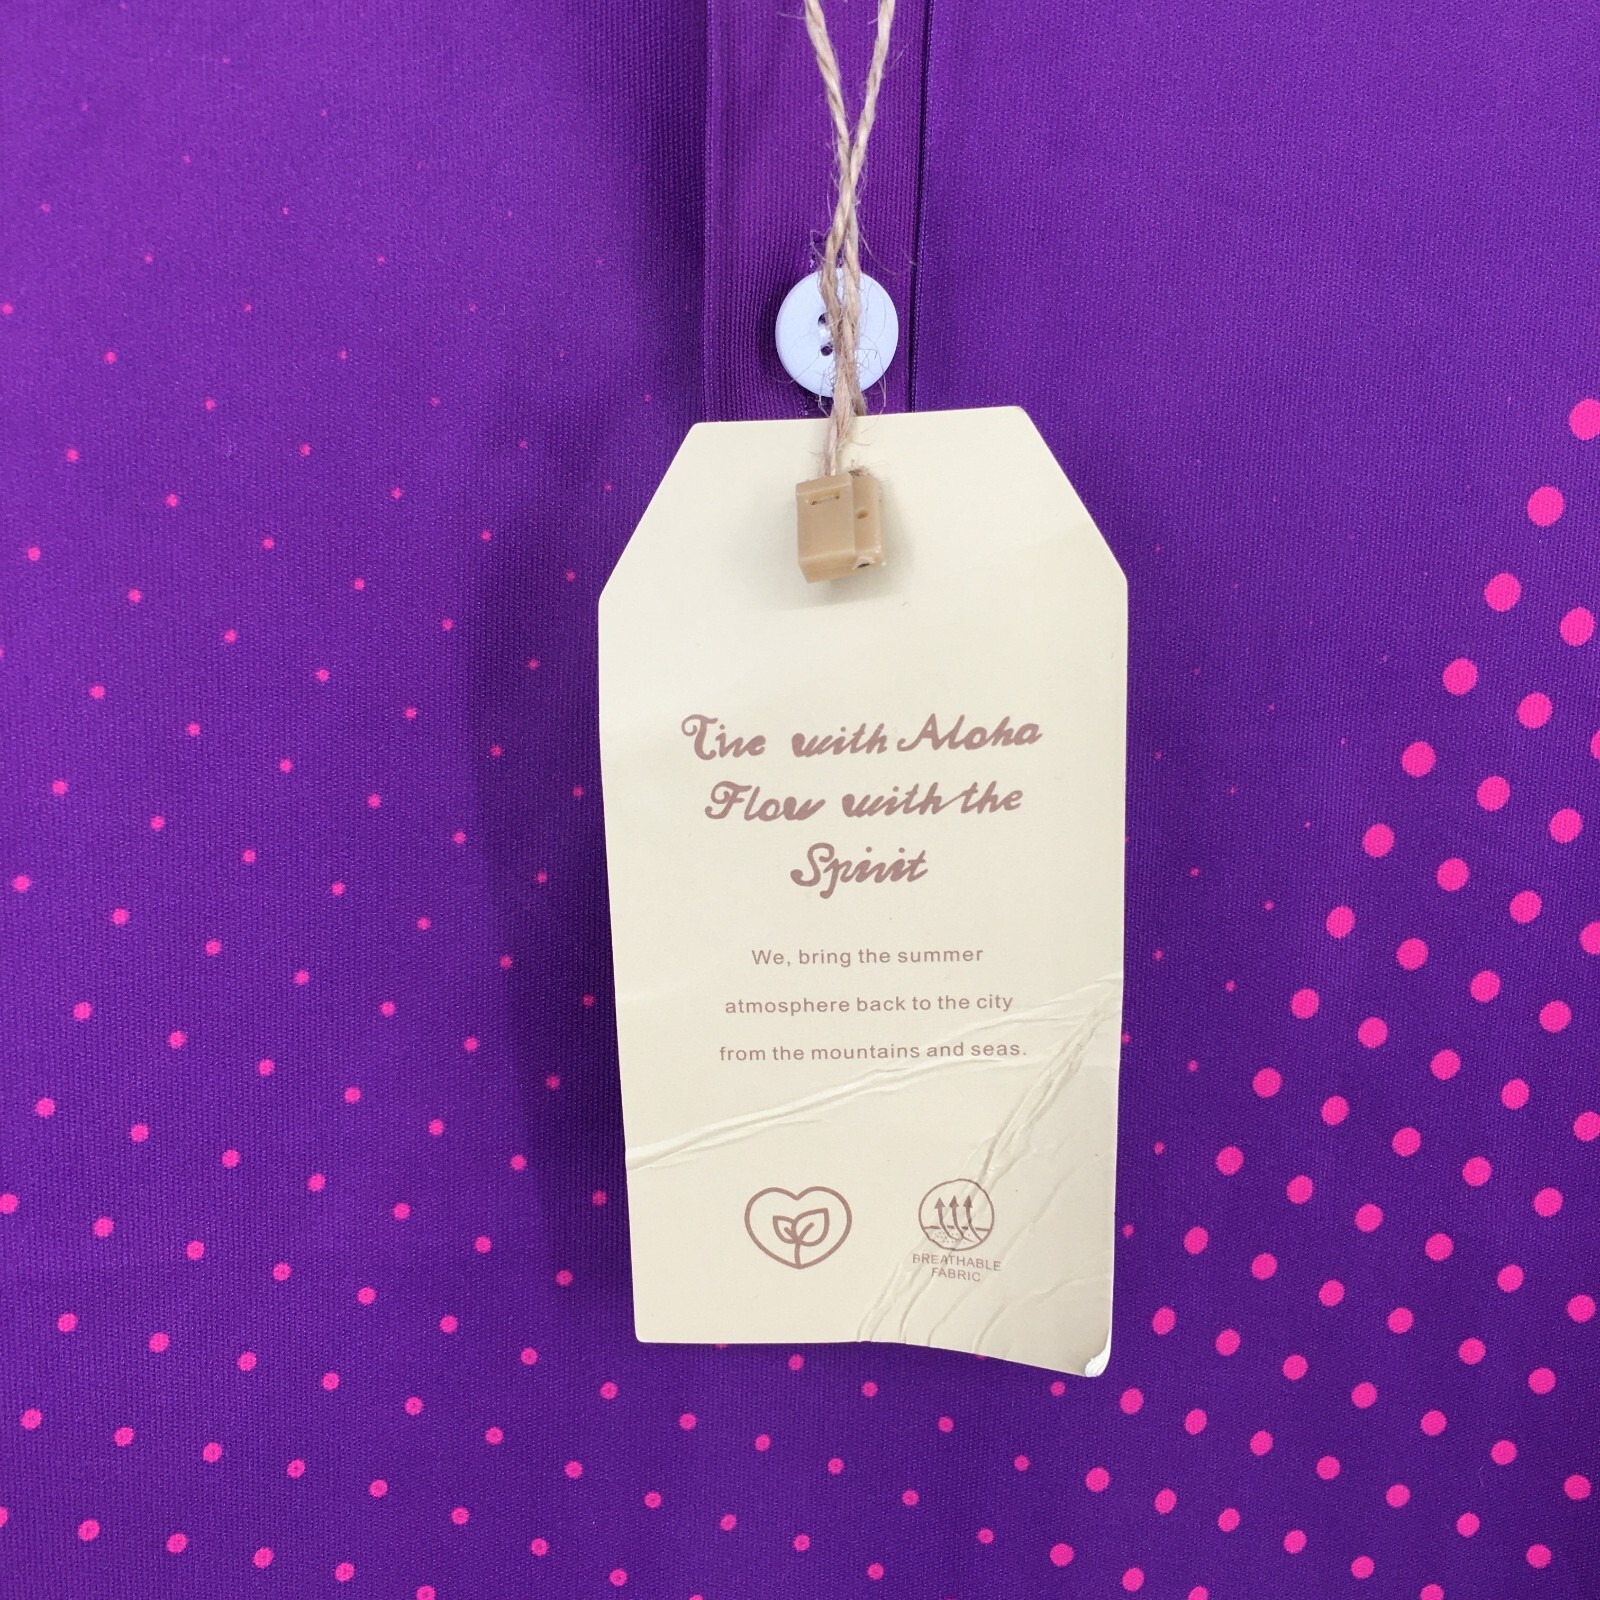 Live with Aloha
Flow with the
Spirit
We, bring the summer
atmosphere back to the city
from the mountains and seas.
BREATHABLE
FABRIC